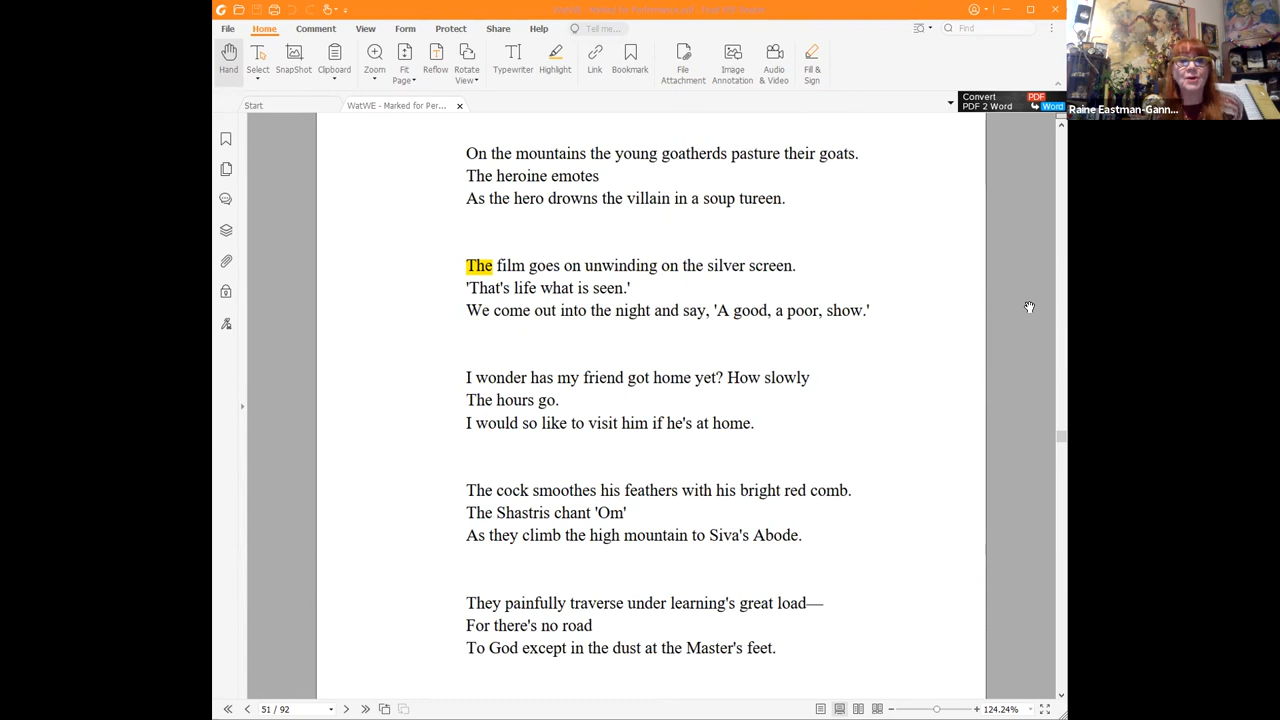 File Home Comment View Form Protect Share Help Tell me... Find
Hand Select SnapShot Clipboard Zoom Fit Page Reflow Rotate View Typewriter Highlight Link Bookmark File Attachment Image Annotation Audio & Video Fill & Sign
Start WatWE - Marked for Per... Convert PDF 2 Word PDF Word
Raine Eastman-Gann...
On the mountains the young goatherds pasture their goats.
The heroine emotes
As the hero drowns the villain in a soup tureen.
The film goes on unwinding on the silver screen.
'That's life what is seen.'
We come out into the night and say, 'A good, a poor, show.'
I wonder has my friend got home yet? How slowly
The hours go.
I would so like to visit him if he's at home.
The cock smoothes his feathers with his bright red comb.
The Shastris chant 'Om'
As they climb the high mountain to Siva's Abode.
They painfully traverse under learning's great load—
For there's no road
To God except in the dust at the Master's feet.
51 / 92 124.24%